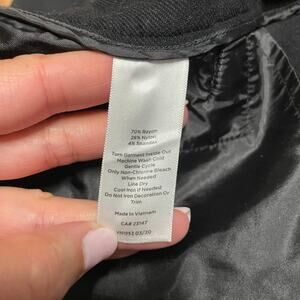 70% Rayon
26% Nylon
4% Spandex
Turn Garment Inside Out
Machine Wash Cold
Gentle Cycle
Only Non-Chlorine Bleach
When Needed
Line Dry
Cool Iron if Needed
Do Not Iron Decoration Or
Trim
Made in Vietnam
CA# 23147
03/20